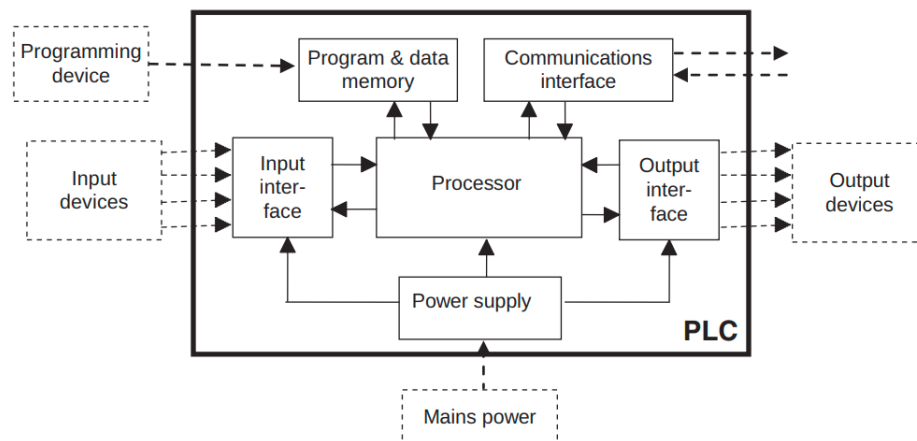 Programming
device
Program & data
memory
Communications
interface
Input
devices
Input
inter-
face
Processor
Output
inter-
face
Output
devices
Power supply
PLC
Mains power